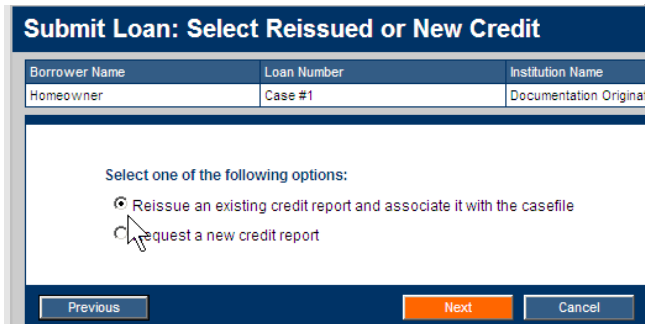 Submit Loan: Select Reissued or New Credit
Borrower Name Loan Number Institution Name
Homeowner Case #1 Documentation
Select one of the following options:
Reissue an existing credit report and associate it with the casefile
equest a new credit report
Previous Next Cancel